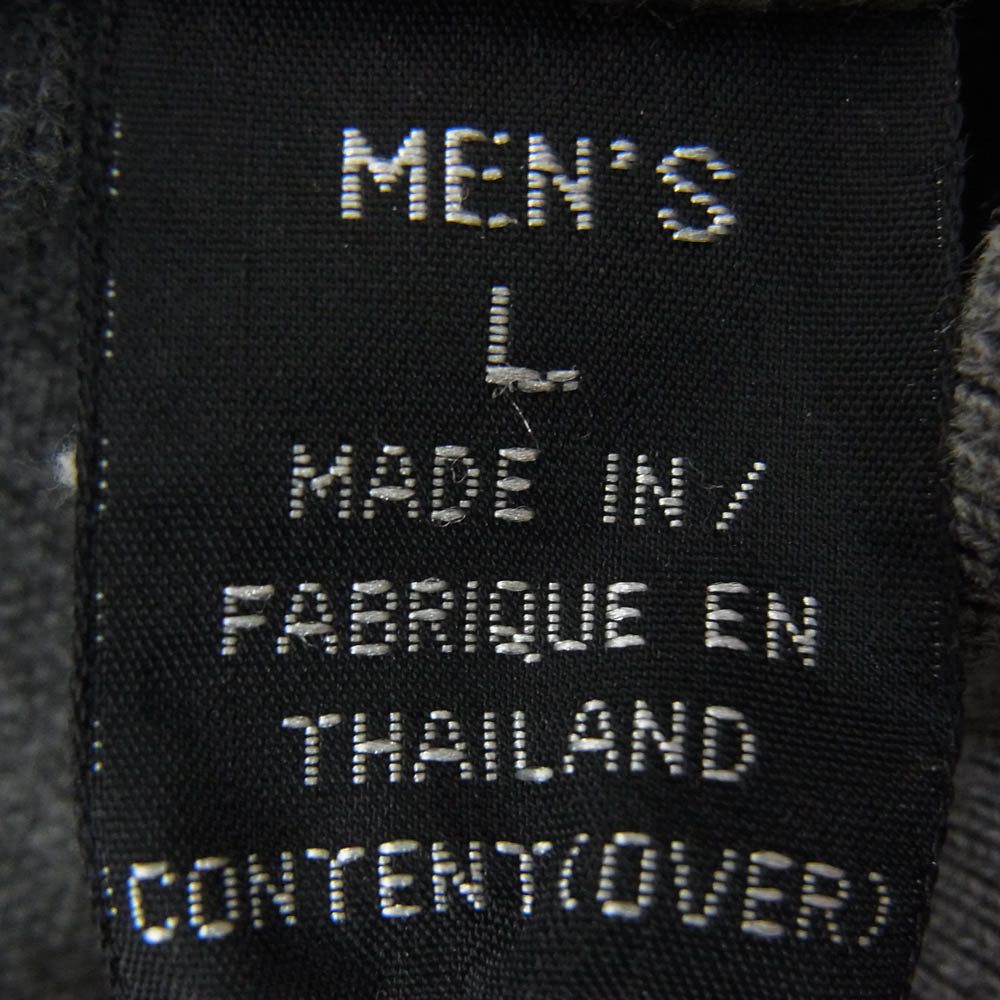 MEN'S
L
MADE IN/
FABRIQUE EN
THAILAND
CONTENT(OVER)